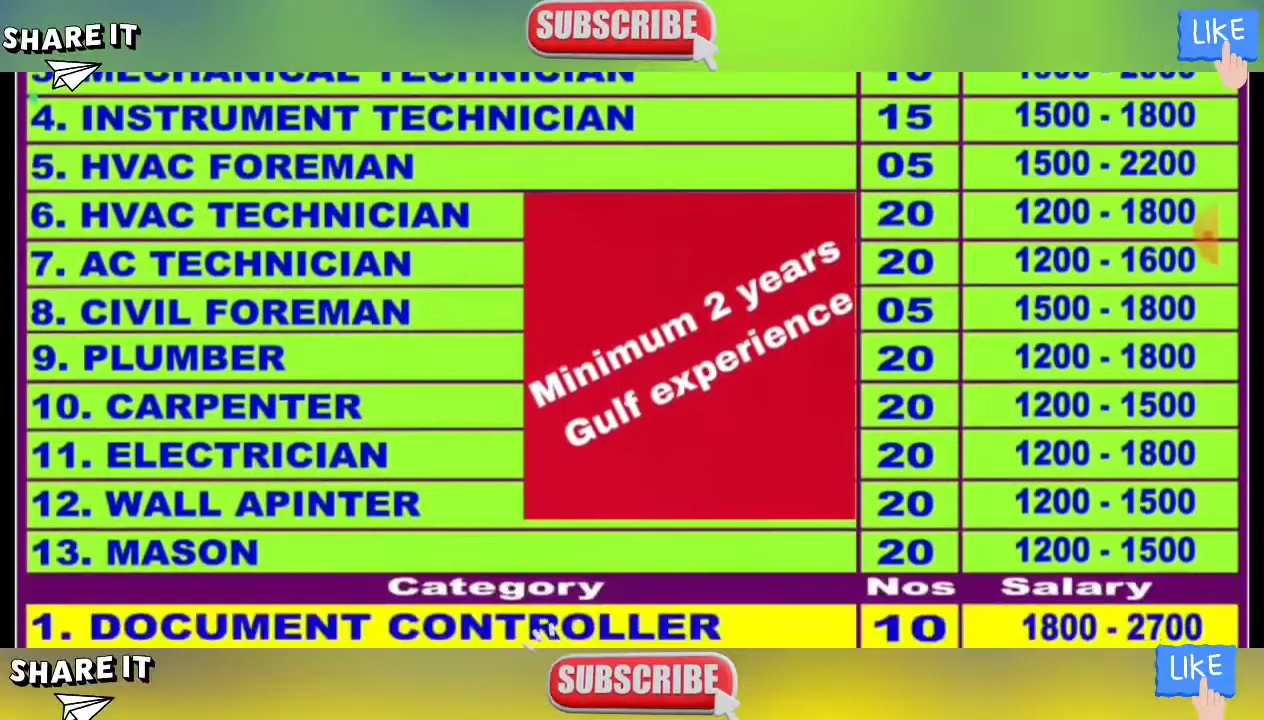 SHARE IT
SUBSCRIBE
LIKE
MECHANICAL TECHNICIAN
4. INSTRUMENT TECHNICIAN 15 1500 - 1800
5. HVAC FOREMAN 05 1500 - 2200
6. HVAC TECHNICIAN 20 1200 - 1800
7. AC TECHNICIAN 20 1200 - 1600
8. CIVIL FOREMAN 05 1500 - 1800
9. PLUMBER 20 1200 - 1800
10. CARPENTER 20 1200 - 1500
11. ELECTRICIAN 20 1200 - 1800
12. WALL APINTER 20 1200 - 1500
13. MASON 20 1200 - 1500
Minimum 2 years
Gulf experience
Category Nos Salary
1. DOCUMENT CONTROLLER 10 1800 - 2700
SHARE IT
SUBSCRIBE
LIKE